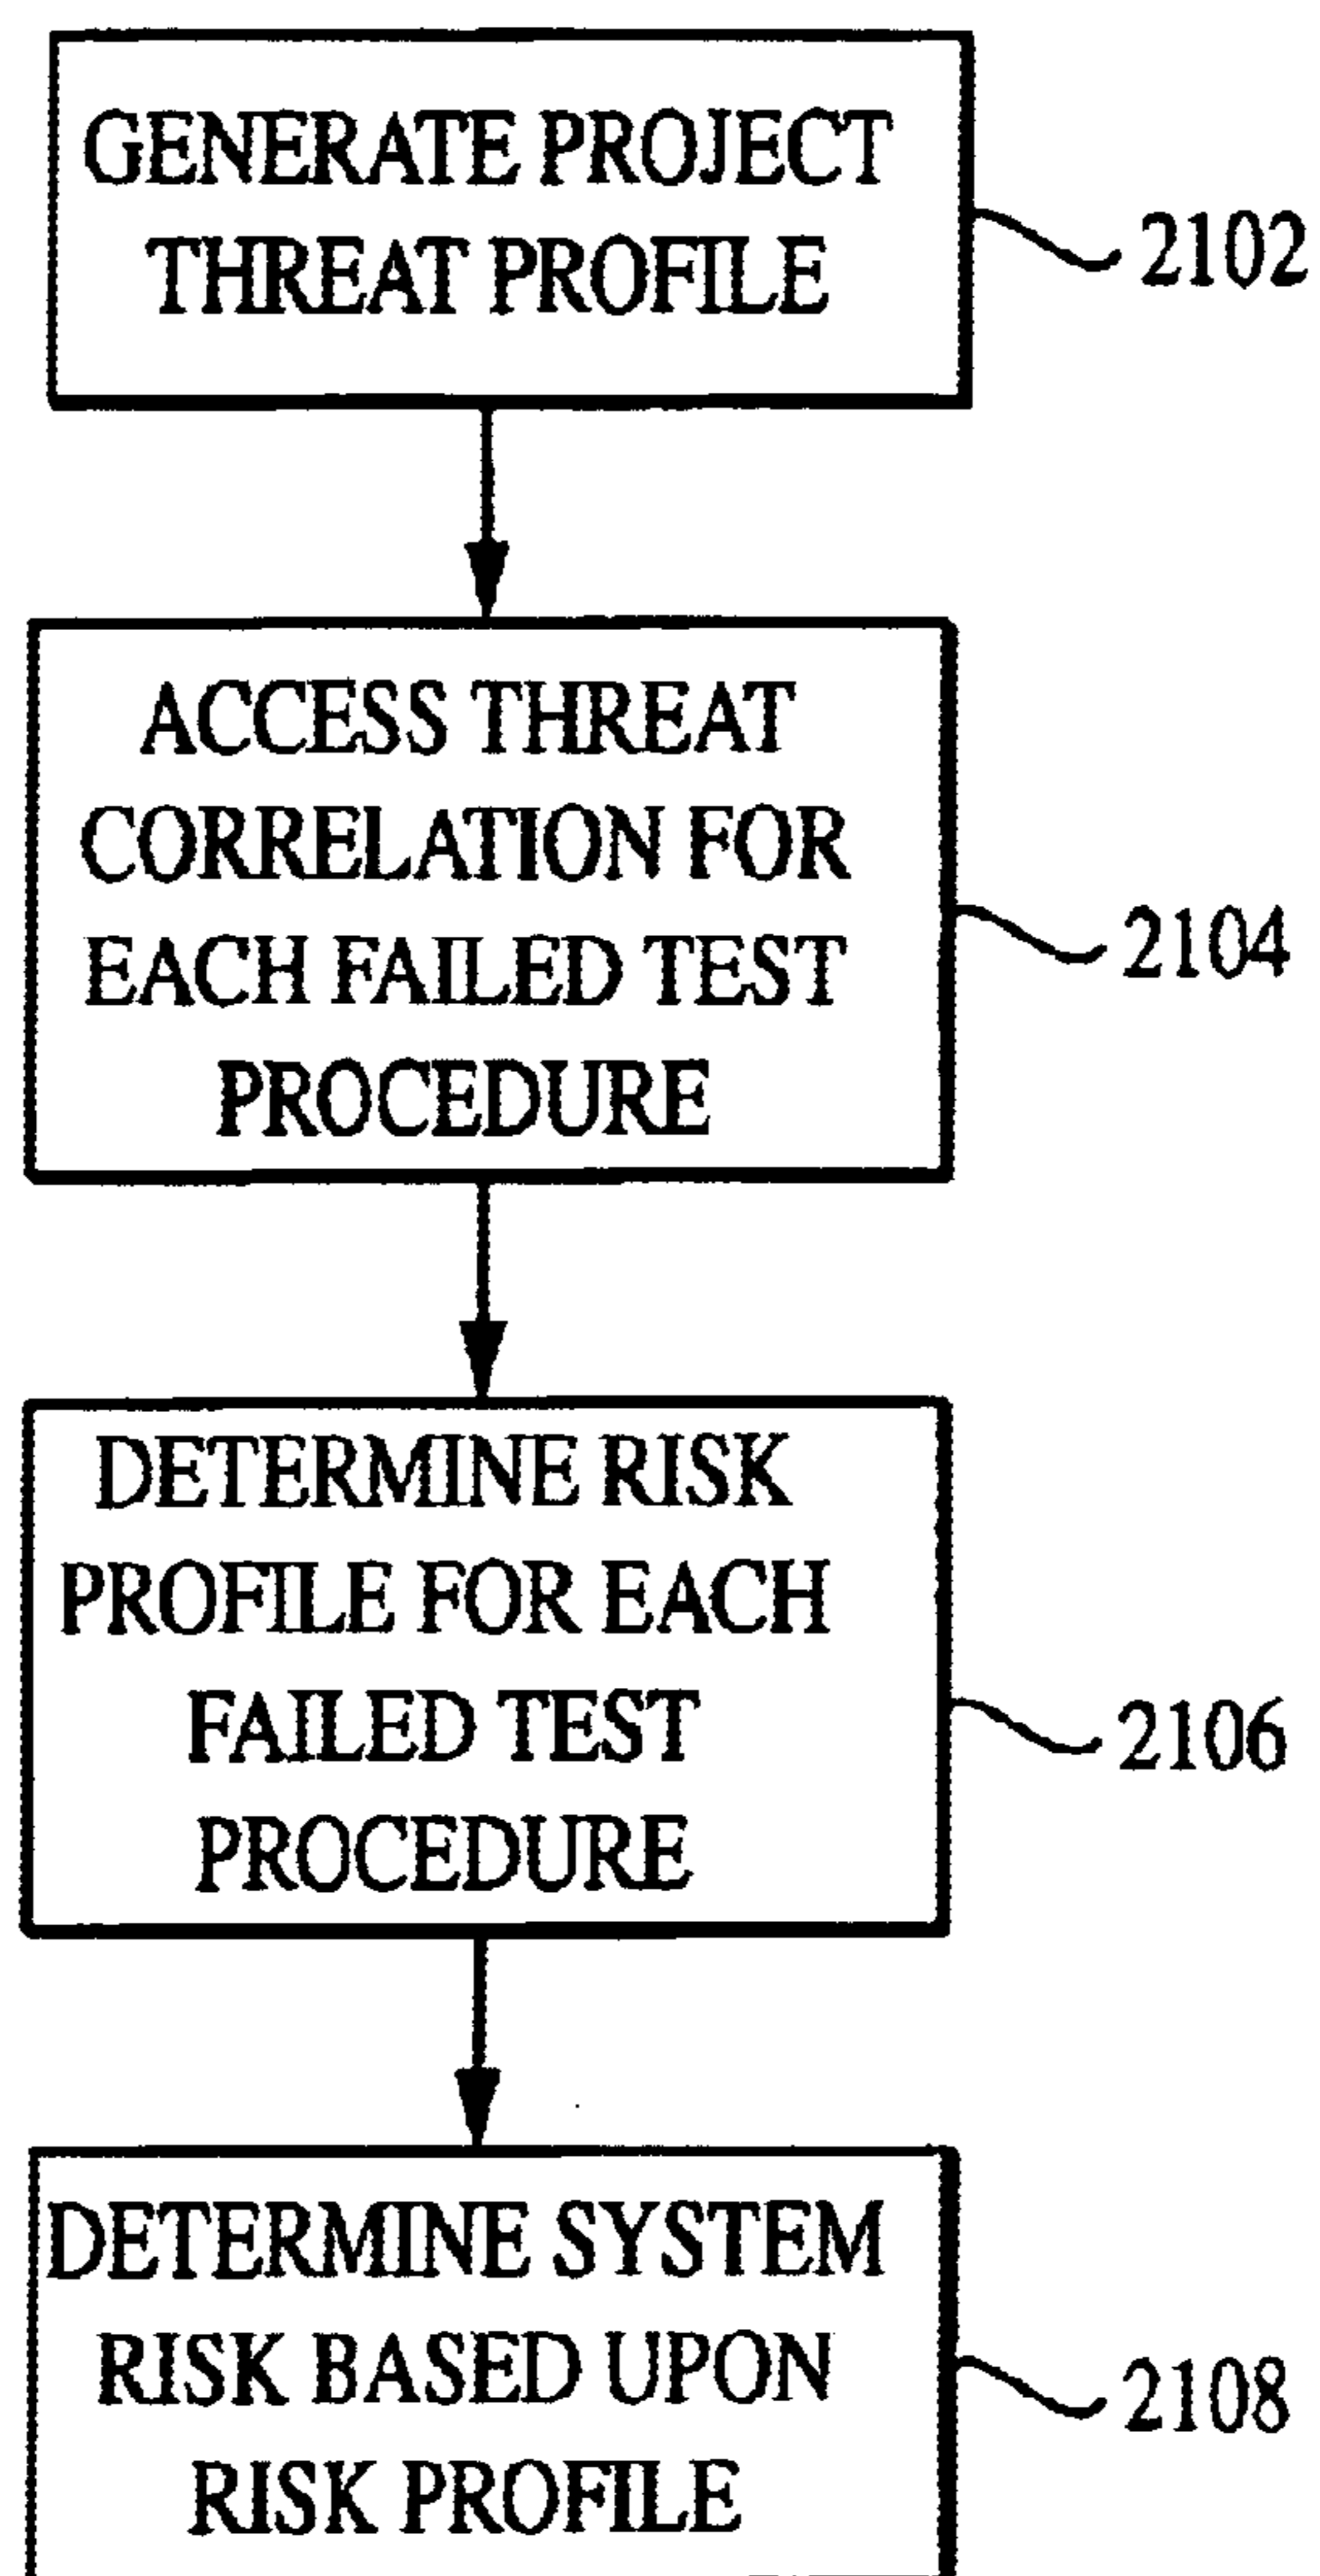 GENERATE PROJECT
THREAT PROFILE
2102
ACCESS THREAT
CORRELATION FOR
EACH FAILED TEST
PROCEDURE
2104
DETERMINE RISK
PROFILE FOR EACH
FAILED TEST
PROCEDURE
2106
DETERMINE SYSTEM
RISK BASED UPON
RISK PROFILE
2108